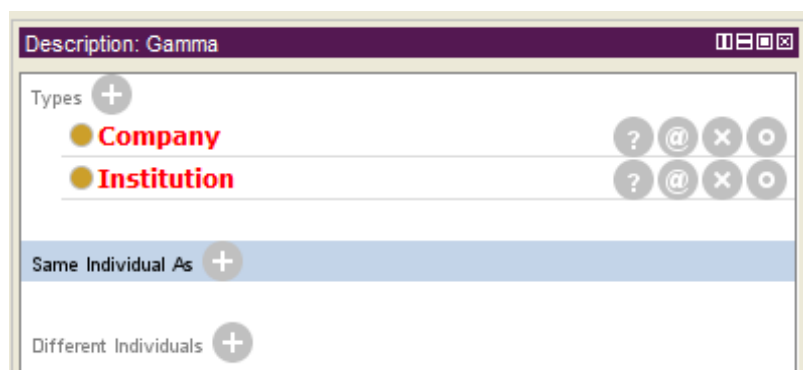 Description: Gamma
Types
Company
? @
Institution
? @
Same Individual As
Different Individuals